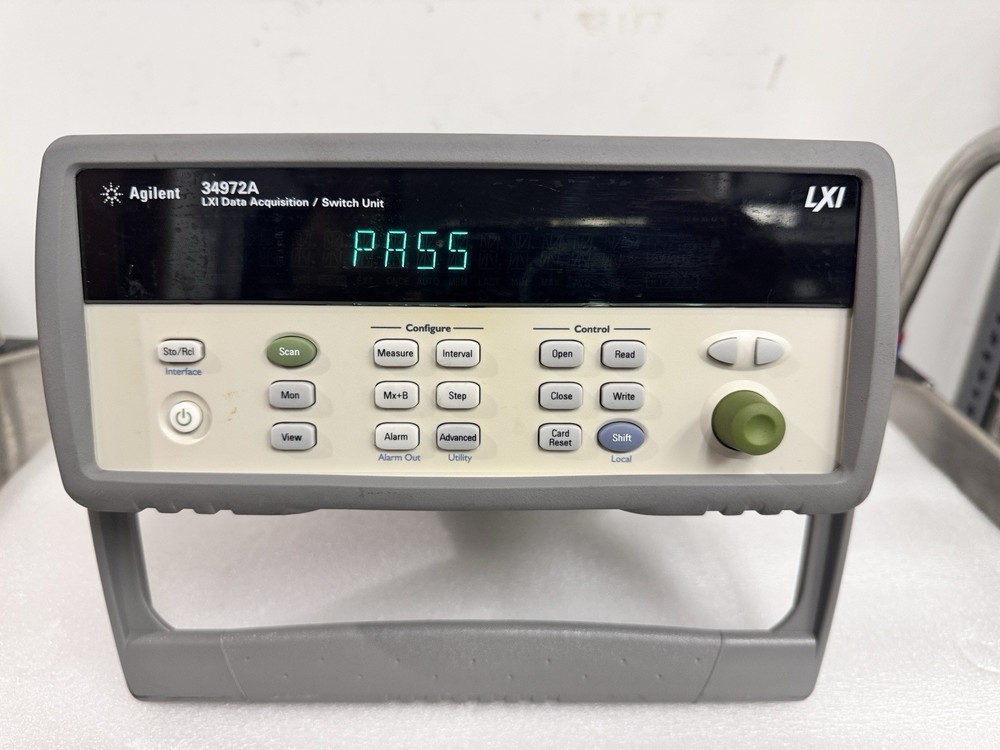 Agilent
34972A
LXI Data Acquisition / Switch Unit
LXI
PASS
Configure
Control
Sto/Rcl
Scan
Measure
Interval
Open
Read
Interface
Mon
Mx+B
Step
Close
Write
View
Alarm
Advanced
Card
Reset
Shift
Alarm Out
Utility
Local